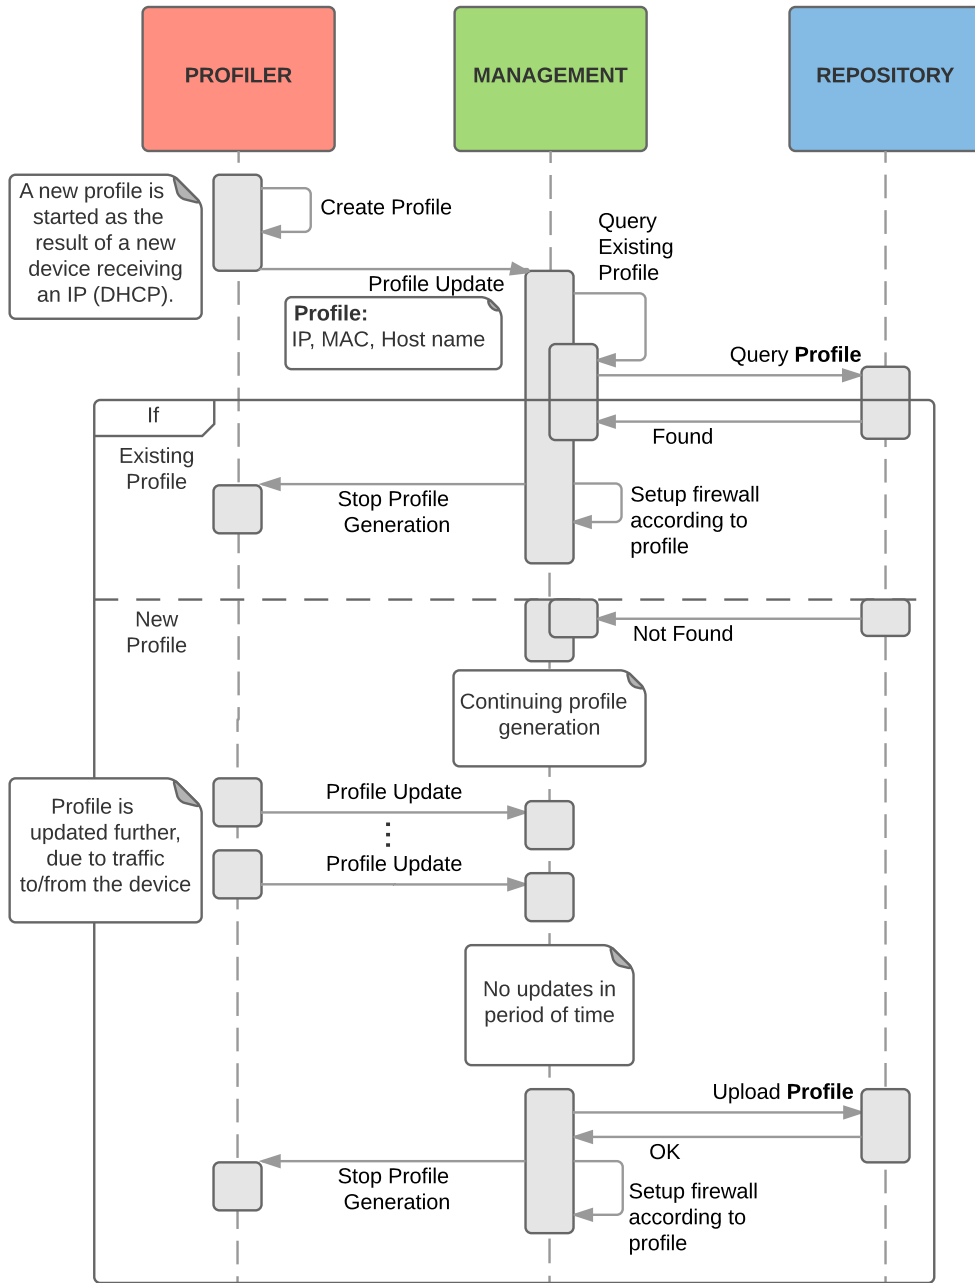 PROFILER
MANAGEMENT
REPOSITORY
A new profile is
started as the
result of a new
device receiving
an IP (DHCP).
Create Profile
Query
Existing
Profile
Profile Update
Profile:
IP, MAC, Host name
Query Profile
If
Found
Existing
Profile
Stop Profile
Generation
Setup firewall
according to
profile
New
Profile
Not Found
Continuing profile
generation
Profile is
updated further,
due to traffic
to/from the device
Profile Update
⋮
Profile Update
No updates in
period of time
Upload Profile
OK
Stop Profile
Generation
Setup firewall
according to
profile